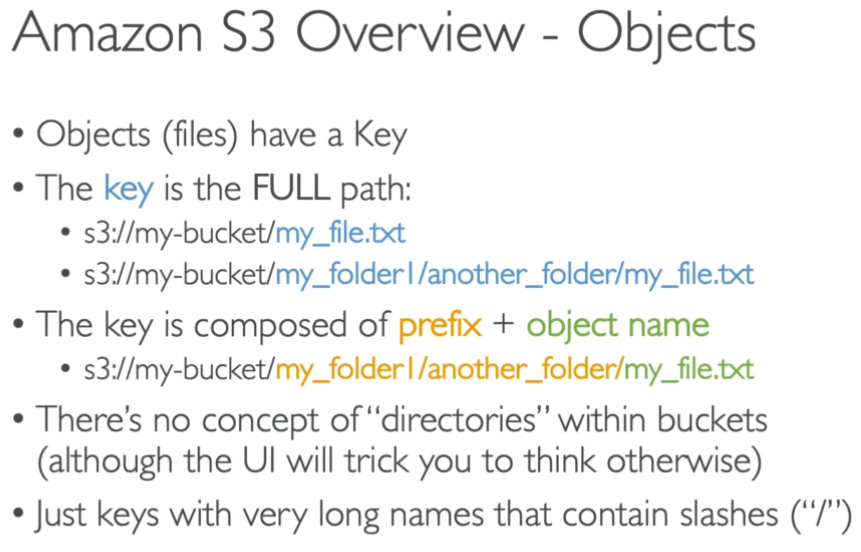 Amazon S3 Overview - Objects
• Objects (files) have a Key
• The key is the FULL path:
• s3://my-bucket/my_file.txt
• s3://my-bucket/my_folder1/another_folder/my_file.txt
• The key is composed of prefix + object name
• s3://my-bucket/my_folder1/another_folder/my_file.txt
• There’s no concept of “directories” within buckets
(although the UI will trick you to think otherwise)
• Just keys with very long names that contain slashes (“/”)